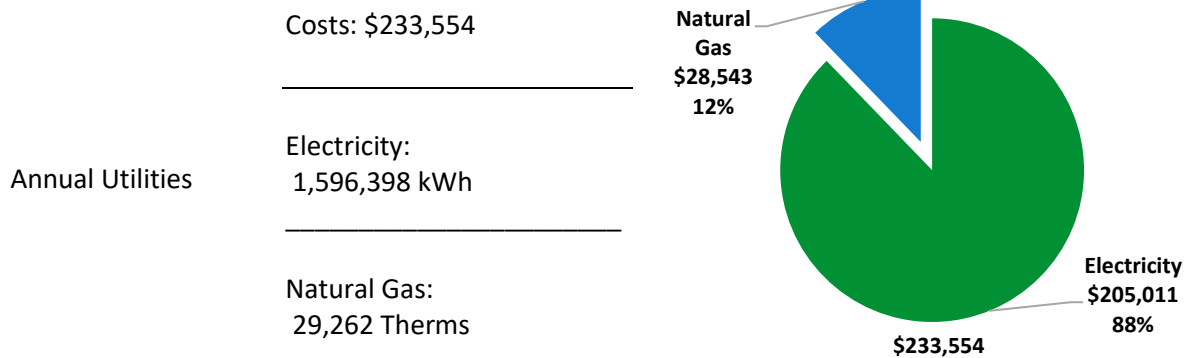 Costs: $233,554
Annual Utilities
Electricity:
1,596,398 kWh
Natural Gas:
29,262 Therms
Natural
Gas
$28,543
12%
Electricity
$205,011
88%
$233,554